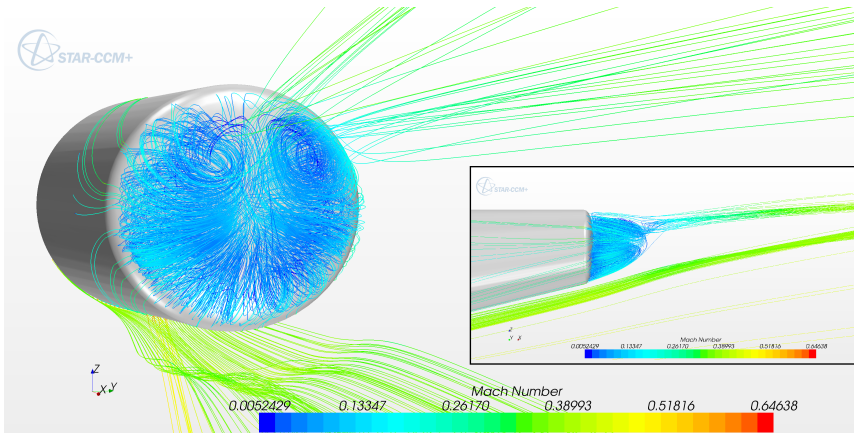 STAR-CCM+
Z
X
Y
Mach Number
0.0052429 0.13347 0.26170 0.38993 0.51816 0.64638
STAR-CCM+
Mach Number
0.0052429 0.13347 0.26170 0.38993 0.51816 0.64638